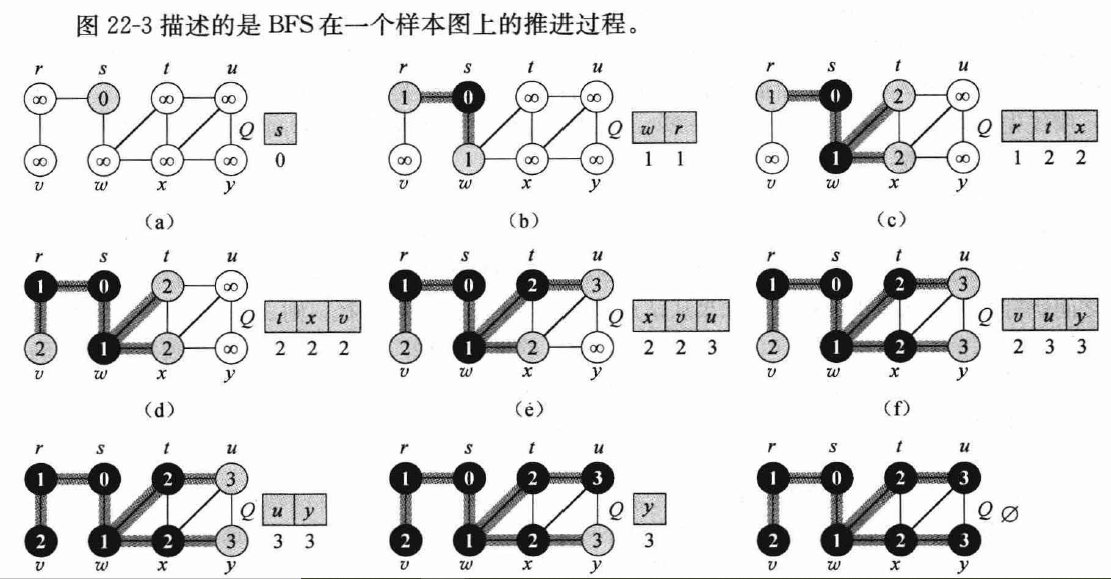 图 22-3 描述的是 BFS 在一个样本图上的推进过程。
r s t u
∞ 0 ∞ ∞
Q s
0
∞ ∞ ∞ ∞
v w x y
(a)
r s t u
1 0 ∞ ∞
Q w r
1 1
∞ 1 ∞ ∞
v w x y
(b)
r s t u
1 0 2 ∞
Q r t x
1 2 2
∞ 1 2 ∞
v w x y
(c)
r s t u
1 0 2 ∞
Q t x v
2 2 2
2 1 2 ∞
v w x y
(d)
r s t u
1 0 2 3
Q x v u
2 2 3
2 1 2 ∞
v w x y
(e)
r s t u
1 0 2 3
Q v u y
2 3 3
2 1 2 3
v w x y
(f)
r s t u
1 0 2 3
Q u y
3 3
2 1 2 3
v w x y
r s t u
1 0 2 3
Q y
3
2 1 2 3
v w x y
r s t u
1 0 2 3
Q ∅
2 1 2 3
v w x y